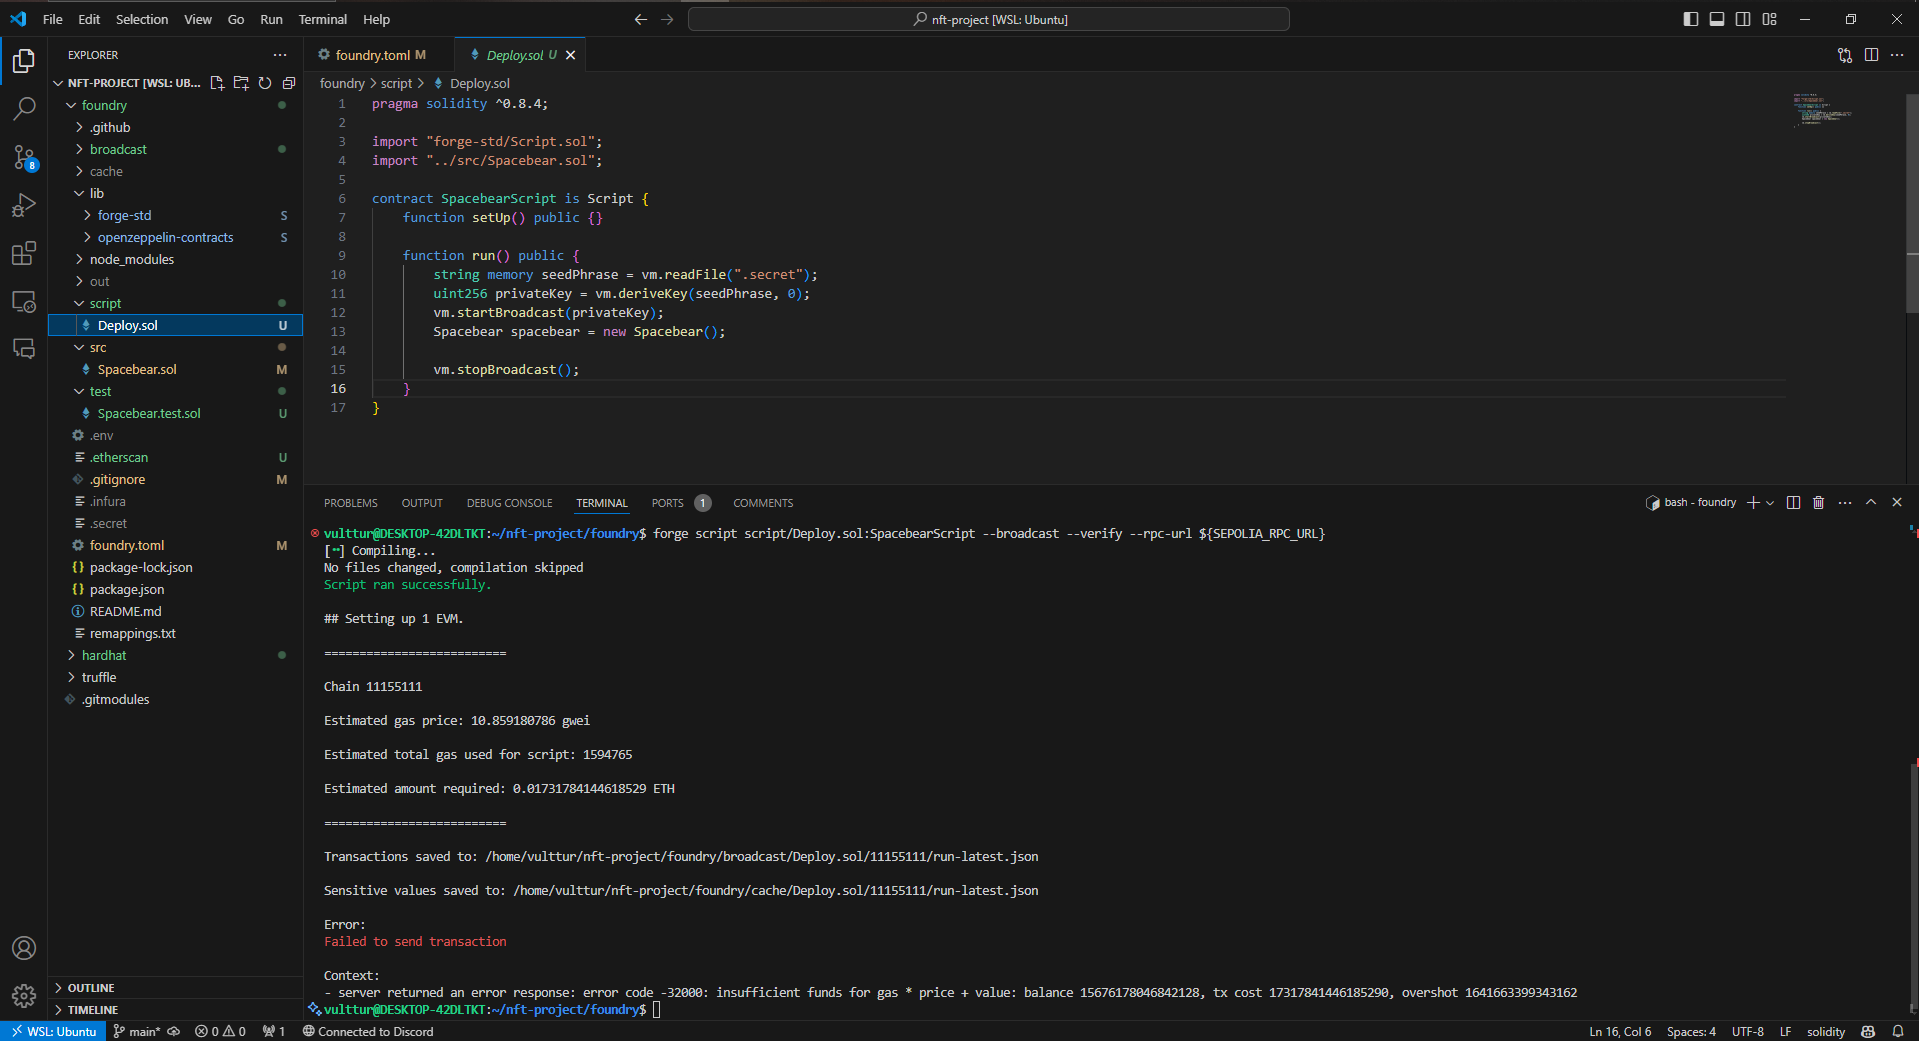 File Edit Selection View Go Run Terminal Help
nft-project [WSL: Ubuntu]
EXPLORER
NFT-PROJECT [WSL: UB...
foundry
.github
broadcast
cache
lib
forge-std S
openzeppelin-contracts S
node_modules
out
script
Deploy.sol U
src
Spacebear.sol M
test
Spacebear.test.sol U
.env
.etherscan U
.gitignore M
.infura
.secret
foundry.toml M
package-lock.json
package.json
README.md
remappings.txt
hardhat
truffle
.gitmodules
OUTLINE
TIMELINE
8
foundry.toml M
Deploy.sol U
foundry > script > Deploy.sol
1 pragma solidity ^0.8.4;
2
3 import "forge-std/Script.sol";
4 import "../src/Spacebear.sol";
5
6 contract SpacebearScript is Script {
7 function setUp() public {}
8
9 function run() public {
10 string memory seedPhrase = vm.readFile(".secret");
11 uint256 privateKey = vm.deriveKey(seedPhrase, 0);
12 vm.startBroadcast(privateKey);
13 Spacebear spacebear = new Spacebear();
14
15 vm.stopBroadcast();
16 }
17 }
PROBLEMS OUTPUT DEBUG CONSOLE TERMINAL PORTS 1 COMMENTS
bash - foundry
vulttur@DESKTOP-42DLTKT:~/nft-project/foundry$ forge script script/Deploy.sol:SpacebearScript --broadcast --verify --rpc-url ${SEPOLIA_RPC_URL}
[⠒] Compiling...
No files changed, compilation skipped
Script ran successfully.
## Setting up 1 EVM.
==========================
Chain 11155111
Estimated gas price: 10.859180786 gwei
Estimated total gas used for script: 1594765
Estimated amount required: 0.01731784144618529 ETH
==========================
Transactions saved to: /home/vulttur/nft-project/foundry/broadcast/Deploy.sol/11155111/run-latest.json
Sensitive values saved to: /home/vulttur/nft-project/foundry/cache/Deploy.sol/11155111/run-latest.json
Error:
Failed to send transaction
Context:
- server returned an error response: error code -32000: insufficient funds for gas * price + value: balance 15676178046842128, tx cost 17317841446185290, overshot 1641663399343162
vulttur@DESKTOP-42DLTKT:~/nft-project/foundry$
WSL: Ubuntu main* 0 0 1 Connected to Discord
Ln 16, Col 6 Spaces: 4 UTF-8 LF solidity